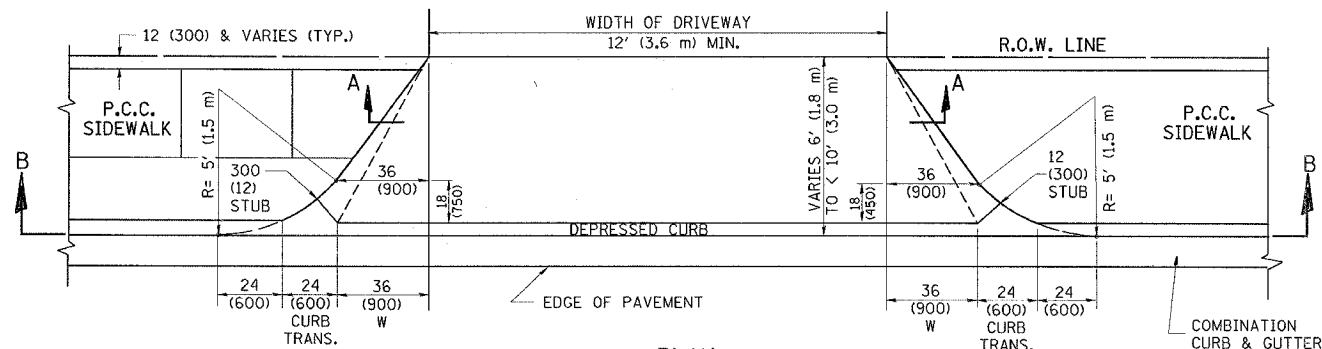 WIDTH OF DRIVEWAY
12' (3.6 m) MIN.
12 (300) & VARIES (TYP.)
R.O.W. LINE
A
A
P.C.C.
SIDEWALK
P.C.C.
SIDEWALK
R= 5' (1.5 m)
VARIES 6' (1.8 m)
TO < 10' (3.0 m)
R= 5' (1.5 m)
B
B
300
(12)
STUB
36
(900)
18
(750)
36
(900)
18
(450)
12
(300)
STUB
DEPRESSED CURB
24
(600)
24
(600)
CURB
TRANS.
36
(900)
W
EDGE OF PAVEMENT
36
(900)
W
24
(600)
CURB
TRANS.
24
(600)
COMBINATION
CURB & GUTTER